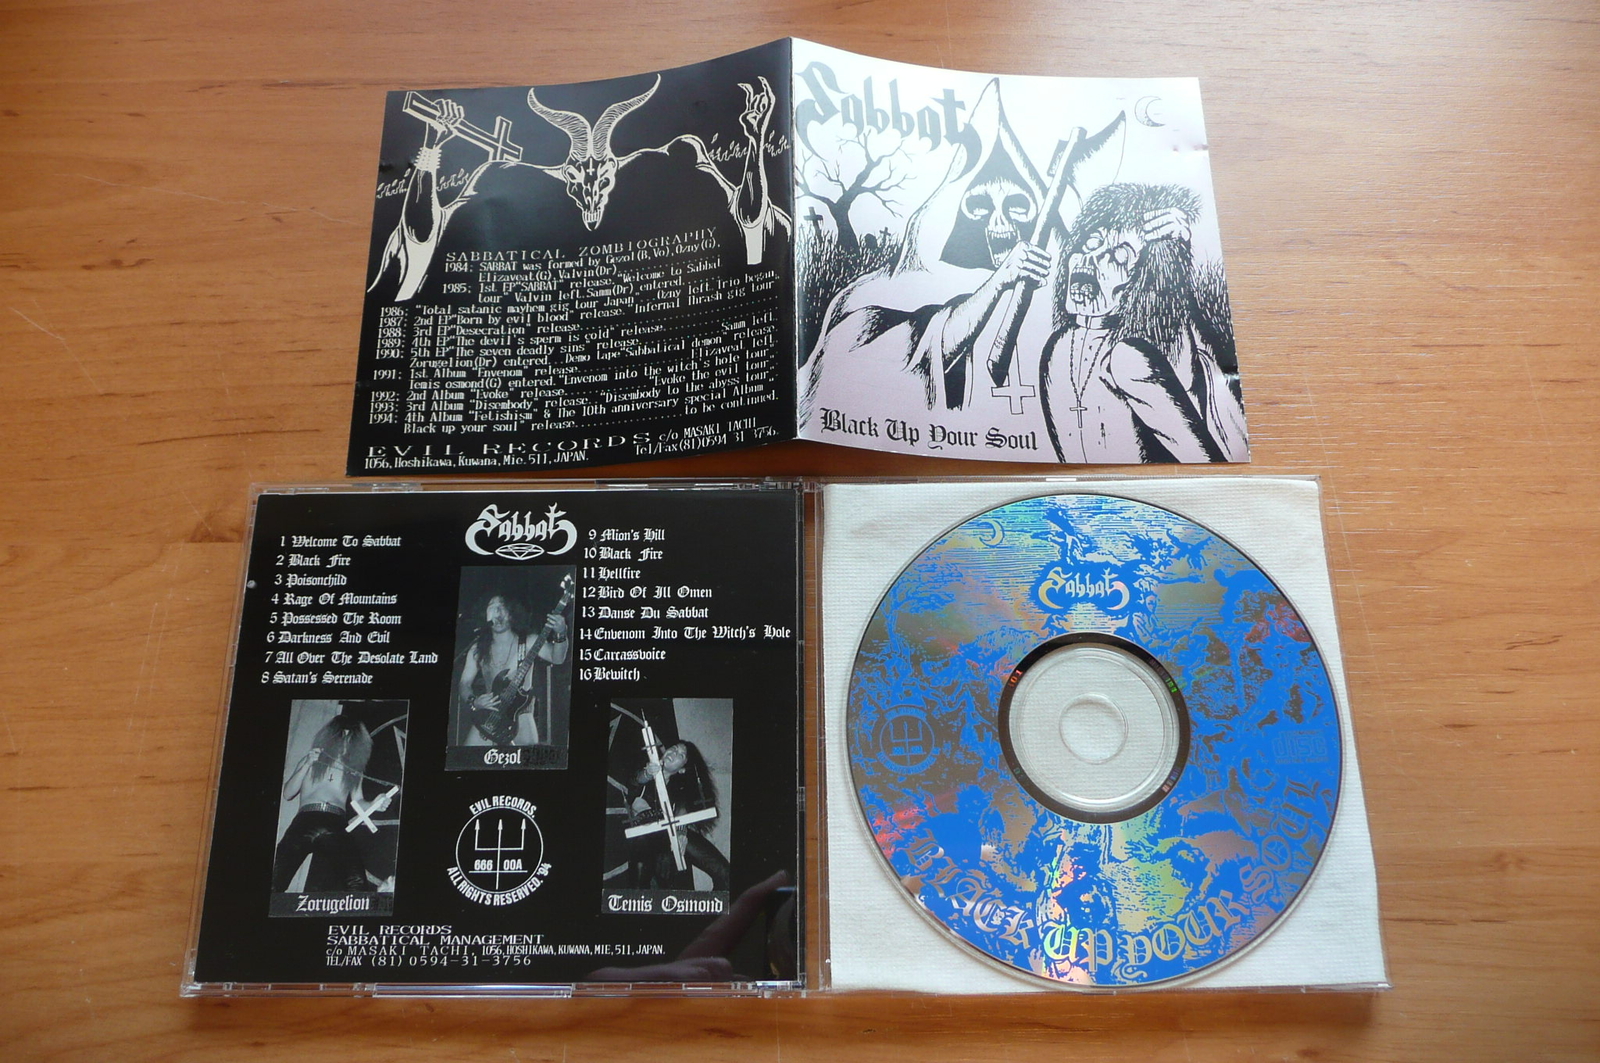 SABBATICAL ZOMBIOGRAPHY
1984: SABBAT was formed by Gezol(B,Vo), Ozny(G),
Elizaveat(G), Valvin(Dr)
1985: 1st EP"SABBAT" release. "Welcome to Sabbat
tour" Valvin left. Samm(Dr) entered
1986: "Total satanic mayhem gig tour Japan"... Ozny left. Trio began.
1987: 2nd EP"Born by evil blood" release. "Infernal thrash gig tour"
1988: 3rd EP"Desecration" release
1989: 4th EP"The devil's sperm is cold" release
1990: 5th EP"The seven deadly sins" release. Samm left.
Zorugelion(Dr) entered...Demo tape"Sabbatical demon" release.
1991: 1st Album "Envenom" release. Elizaveat left.
Temis osmond(G) entered. "Envenom into the witch's hole tour".
1992: 2nd Album "Evoke" release. "Evoke the evil tour".
1993: 3rd Album "Disembody" release. "Disembody to the abyss tour".
1994: 4th Album "Fetishism" & The 10th anniversary special Album "
Black up your soul" release. to be continued.
EVIL RECORDS c/o MASAKI TACHI
1056, Hoshikawa, Kuwana, Mie. 511, JAPAN. Tel/Fax(81)0594 31 3756.
Sabbat
Black Up Your Soul
Sabbat
1 Welcome To Sabbat
2 Black Fire
3 Poisonchild
4 Rage Of Mountains
5 Possessed The Room
6 Darkness And Evil
7 All Over The Desolate Land
8 Satan's Serenade
9 Mion's Hill
10 Black Fire
11 Hellfire
12 Bird Of Ill Omen
13 Danse Du Sabbat
14 Envenom Into The Witch's Hole
15 Carcassvoice
16 Bewitch
Gezol
Zorugelion
Temis Osmond
EVIL RECORDS.
666 00A
ALL RIGHTS RESERVED. '94
EVIL RECORDS
SABBATICAL MANAGEMENT
c/o MASAKI TACHI, 1056, HOSHIKAWA, KUWANA, MIE, 511, JAPAN.
TEL/FAX (81) 0594-31-3756
Sabbat
disc
BLACK UP YOUR SOUL